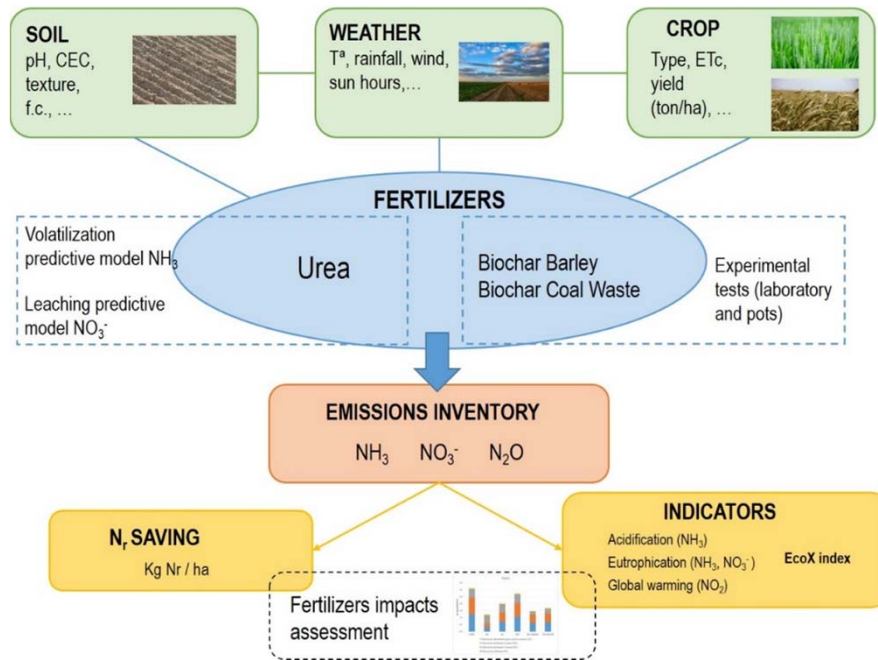 SOIL
pH, CEC,
texture,
f.c., …
WEATHER
Tª, rainfall, wind,
sun hours,…
CROP
Type, ETc,
yield
(ton/ha), …
FERTILIZERS
Volatilization
predictive model NH₃
Leaching predictive
model NO₃⁻
Urea
Biochar Barley
Biochar Coal Waste
Experimental
tests (laboratory
and pots)
EMISSIONS INVENTORY
NH₃ NO₃⁻ N₂O
Nᵣ SAVING
Kg Nr / ha
INDICATORS
Acidification (NH₃)
Eutrophication (NH₃, NO₃⁻)
Global warming (NO₂)
EcoX index
Fertilizers impacts
assessment